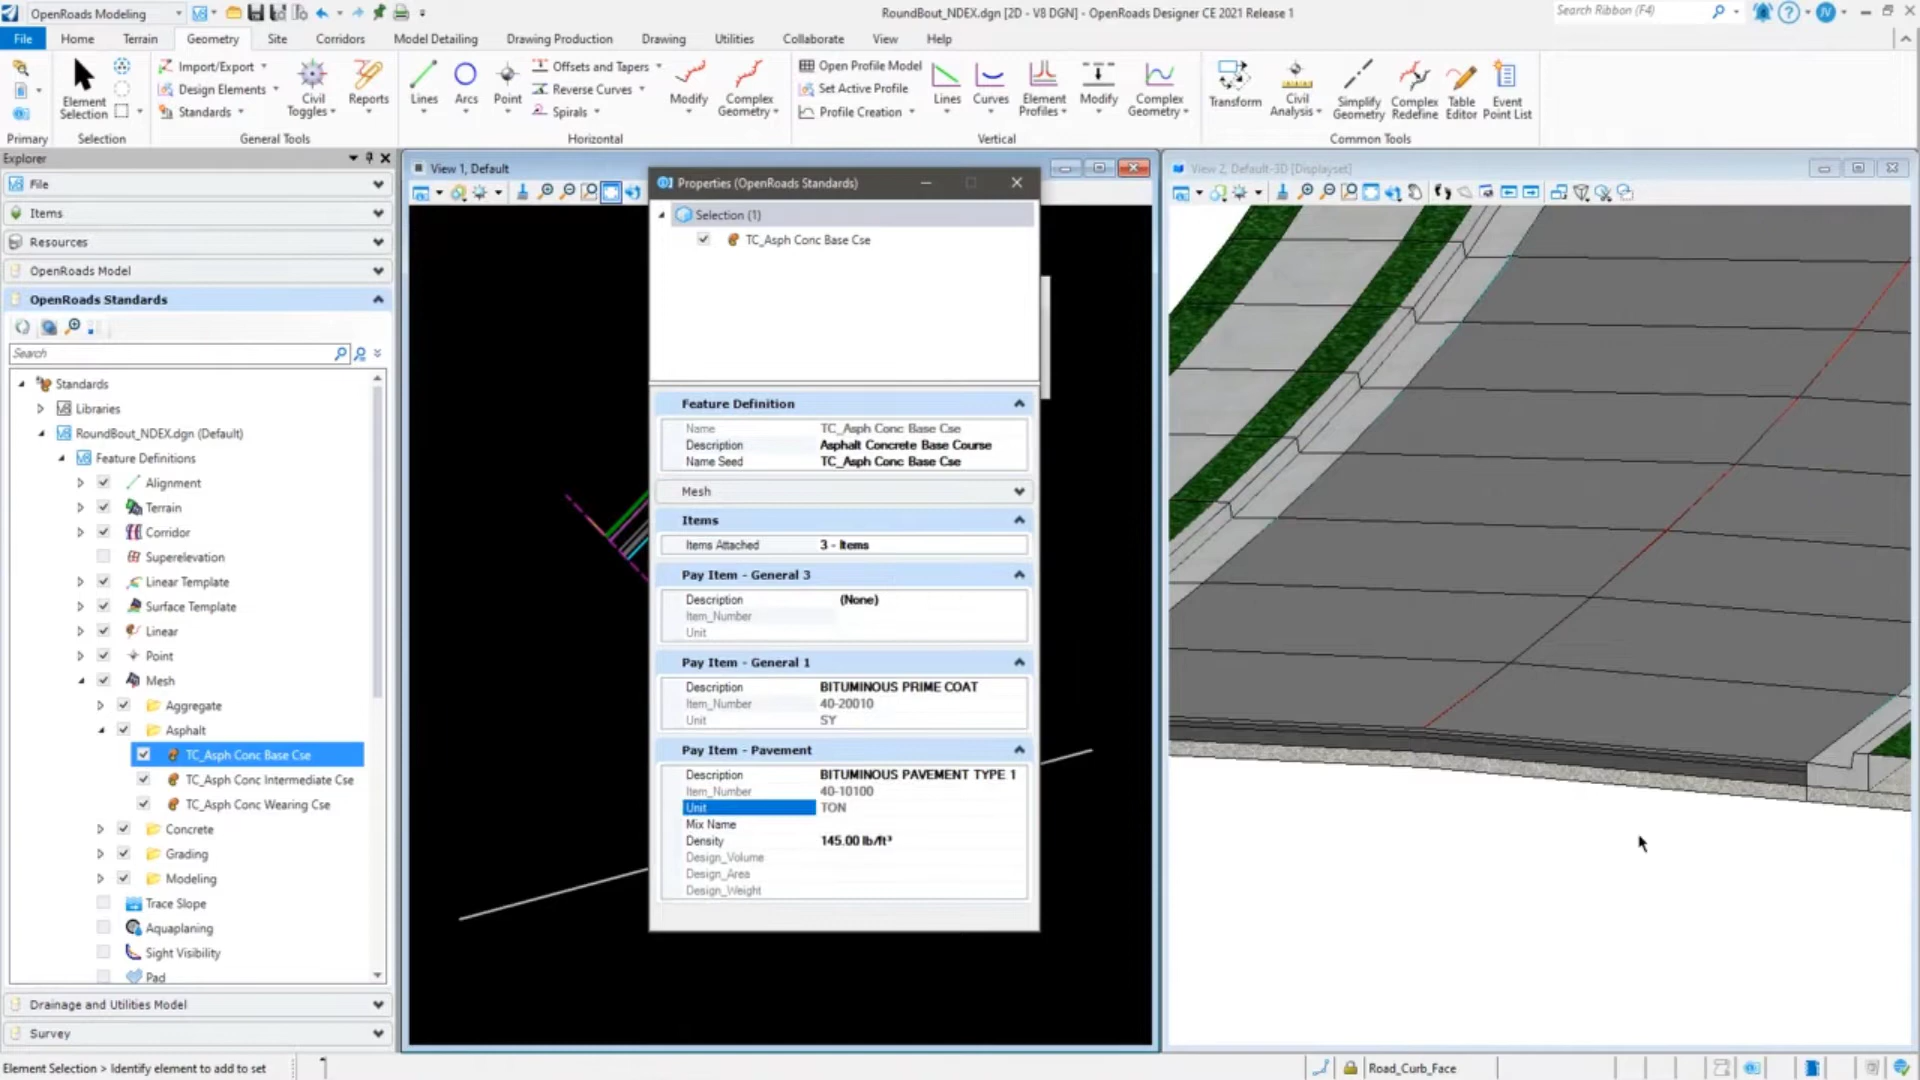 OpenRoads Modeling
RoundBout_NDEX.dgn [2D - V8 DGN] - OpenRoads Designer CE 2021 Release 1
Search Ribbon (F4)
JV
File
Home
Terrain
Geometry
Site
Corridors
Model Detailing
Drawing Production
Drawing
Utilities
Collaborate
View
Help
Element Selection
Import/Export
Design Elements
Standards
Civil Toggles
Reports
Lines
Arcs
Point
Offsets and Tapers
Reverse Curves
Spirals
Modify
Complex Geometry
Open Profile Model
Set Active Profile
Profile Creation
Lines
Curves
Element Profiles
Modify
Complex Geometry
Transform
Civil Analysis
Simplify Geometry
Complex Redefine
Table Editor
Event Point List
Primary
Selection
General Tools
Horizontal
Vertical
Common Tools
Explorer
File
Items
Resources
OpenRoads Model
OpenRoads Standards
Search
Standards
Libraries
RoundBout_NDEX.dgn (Default)
Feature Definitions
Alignment
Terrain
Corridor
Superelevation
Linear Template
Surface Template
Linear
Point
Mesh
Aggregate
Asphalt
TC_Asph Conc Base Cse
TC_Asph Conc Intermediate Cse
TC_Asph Conc Wearing Cse
Concrete
Grading
Modeling
Trace Slope
Aquaplaning
Sight Visibility
Pad
Drainage and Utilities Model
Survey
View 1, Default
Properties (OpenRoads Standards)
Selection (1)
TC_Asph Conc Base Cse
Feature Definition
Name TC_Asph Conc Base Cse
Description Asphalt Concrete Base Course
Name Seed TC_Asph Conc Base Cse
Mesh
Items
Items Attached 3 - Items
Pay Item - General 3
Description (None)
Item_Number
Unit
Pay Item - General 1
Description BITUMINOUS PRIME COAT
Item_Number 40-20010
Unit SY
Pay Item - Pavement
Description BITUMINOUS PAVEMENT TYPE 1
Item_Number 40-10100
Unit TON
Mix Name
Density 145.00 lb/ft³
Design_Volume
Design_Area
Design_Weight
View 2, Default-3D [Displayset]
Element Selection > Identify element to add to set
Road_Curb_Face